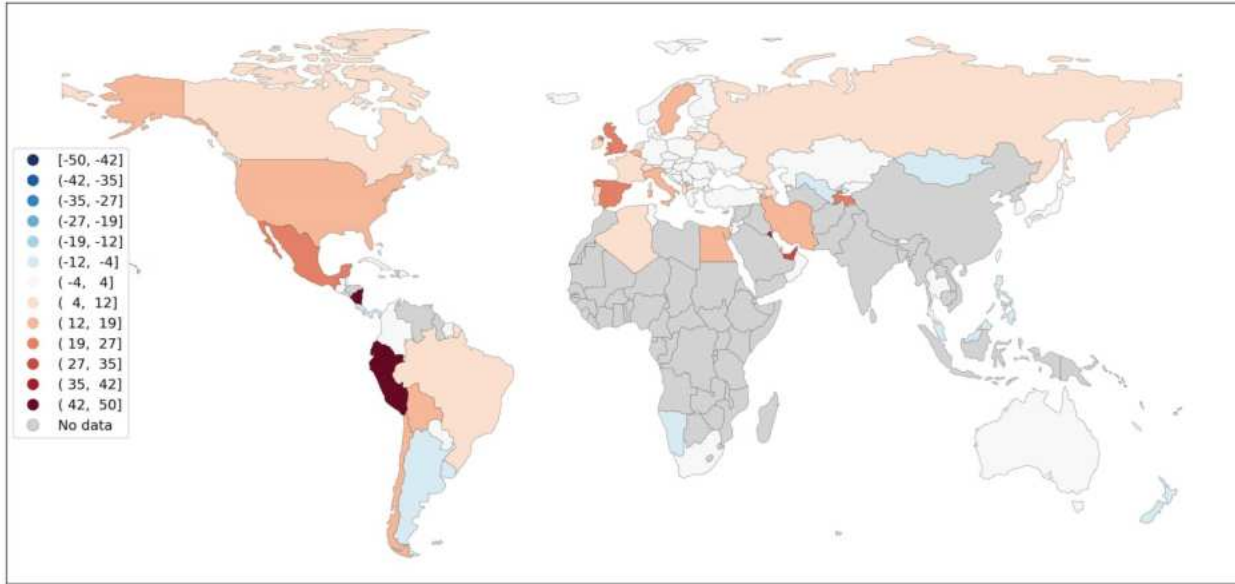 [-50, -42]
(-42, -35]
(-35, -27]
(-27, -19]
(-19, -12]
(-12, -4]
( -4, 4]
( 4, 12]
( 12, 19]
( 19, 27]
( 27, 35]
( 35, 42]
( 42, 50]
No data